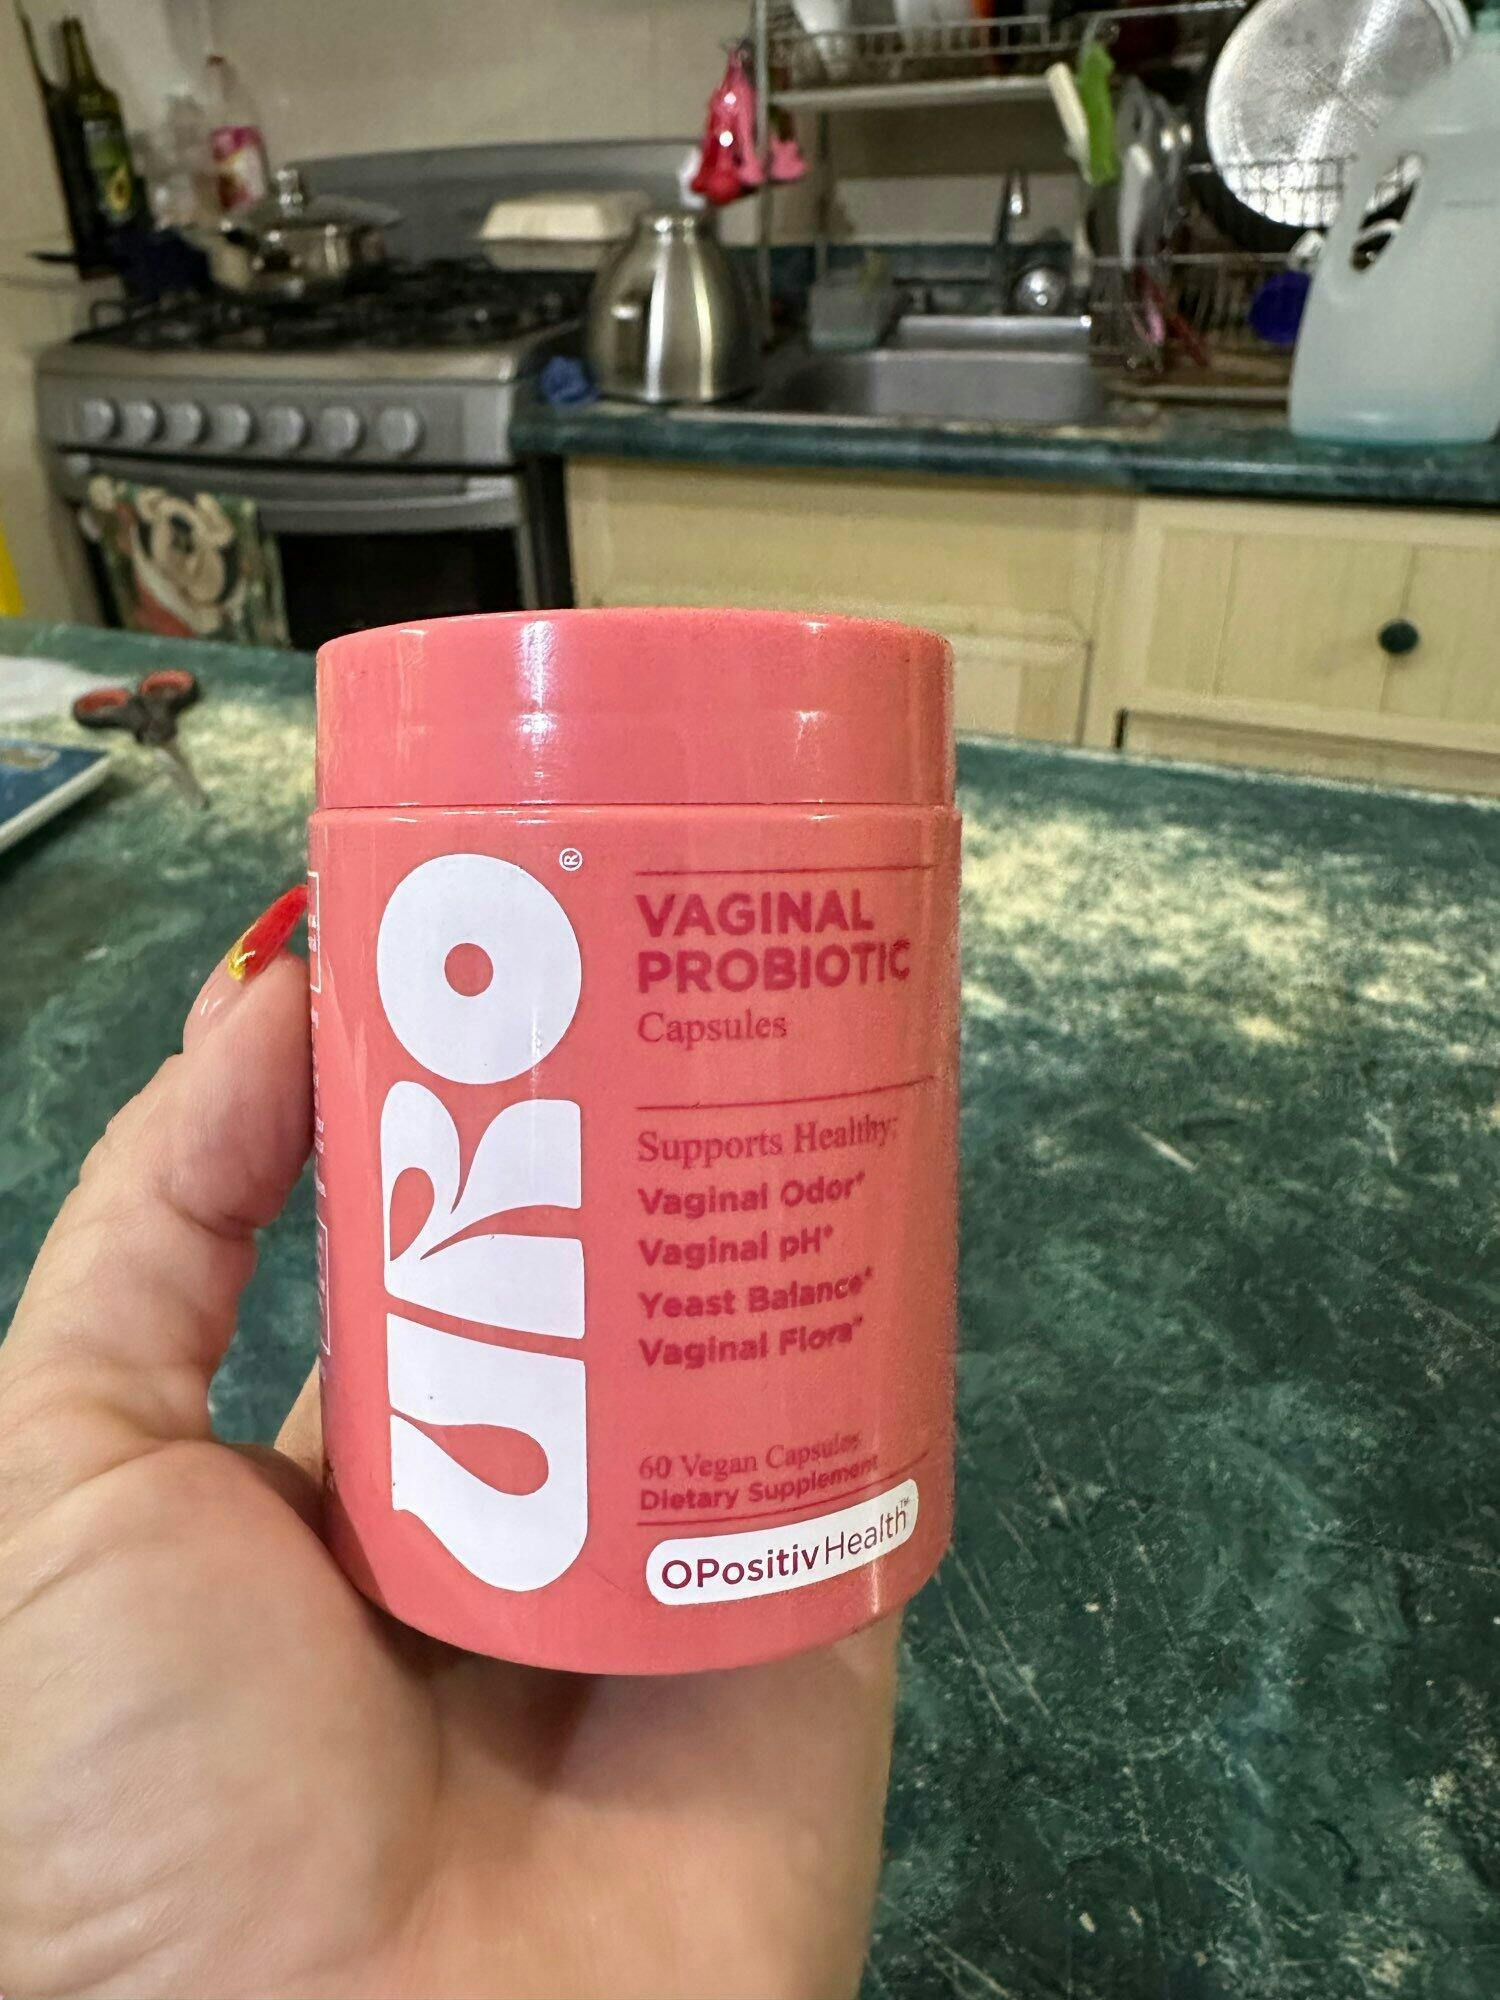 URO®
VAGINAL
PROBIOTIC
Capsules
Supports Healthy:
Vaginal Odor*
Vaginal pH*
Yeast Balance*
Vaginal Flora*
60 Vegan Capsules
Dietary Supplement
OPositivHealth™